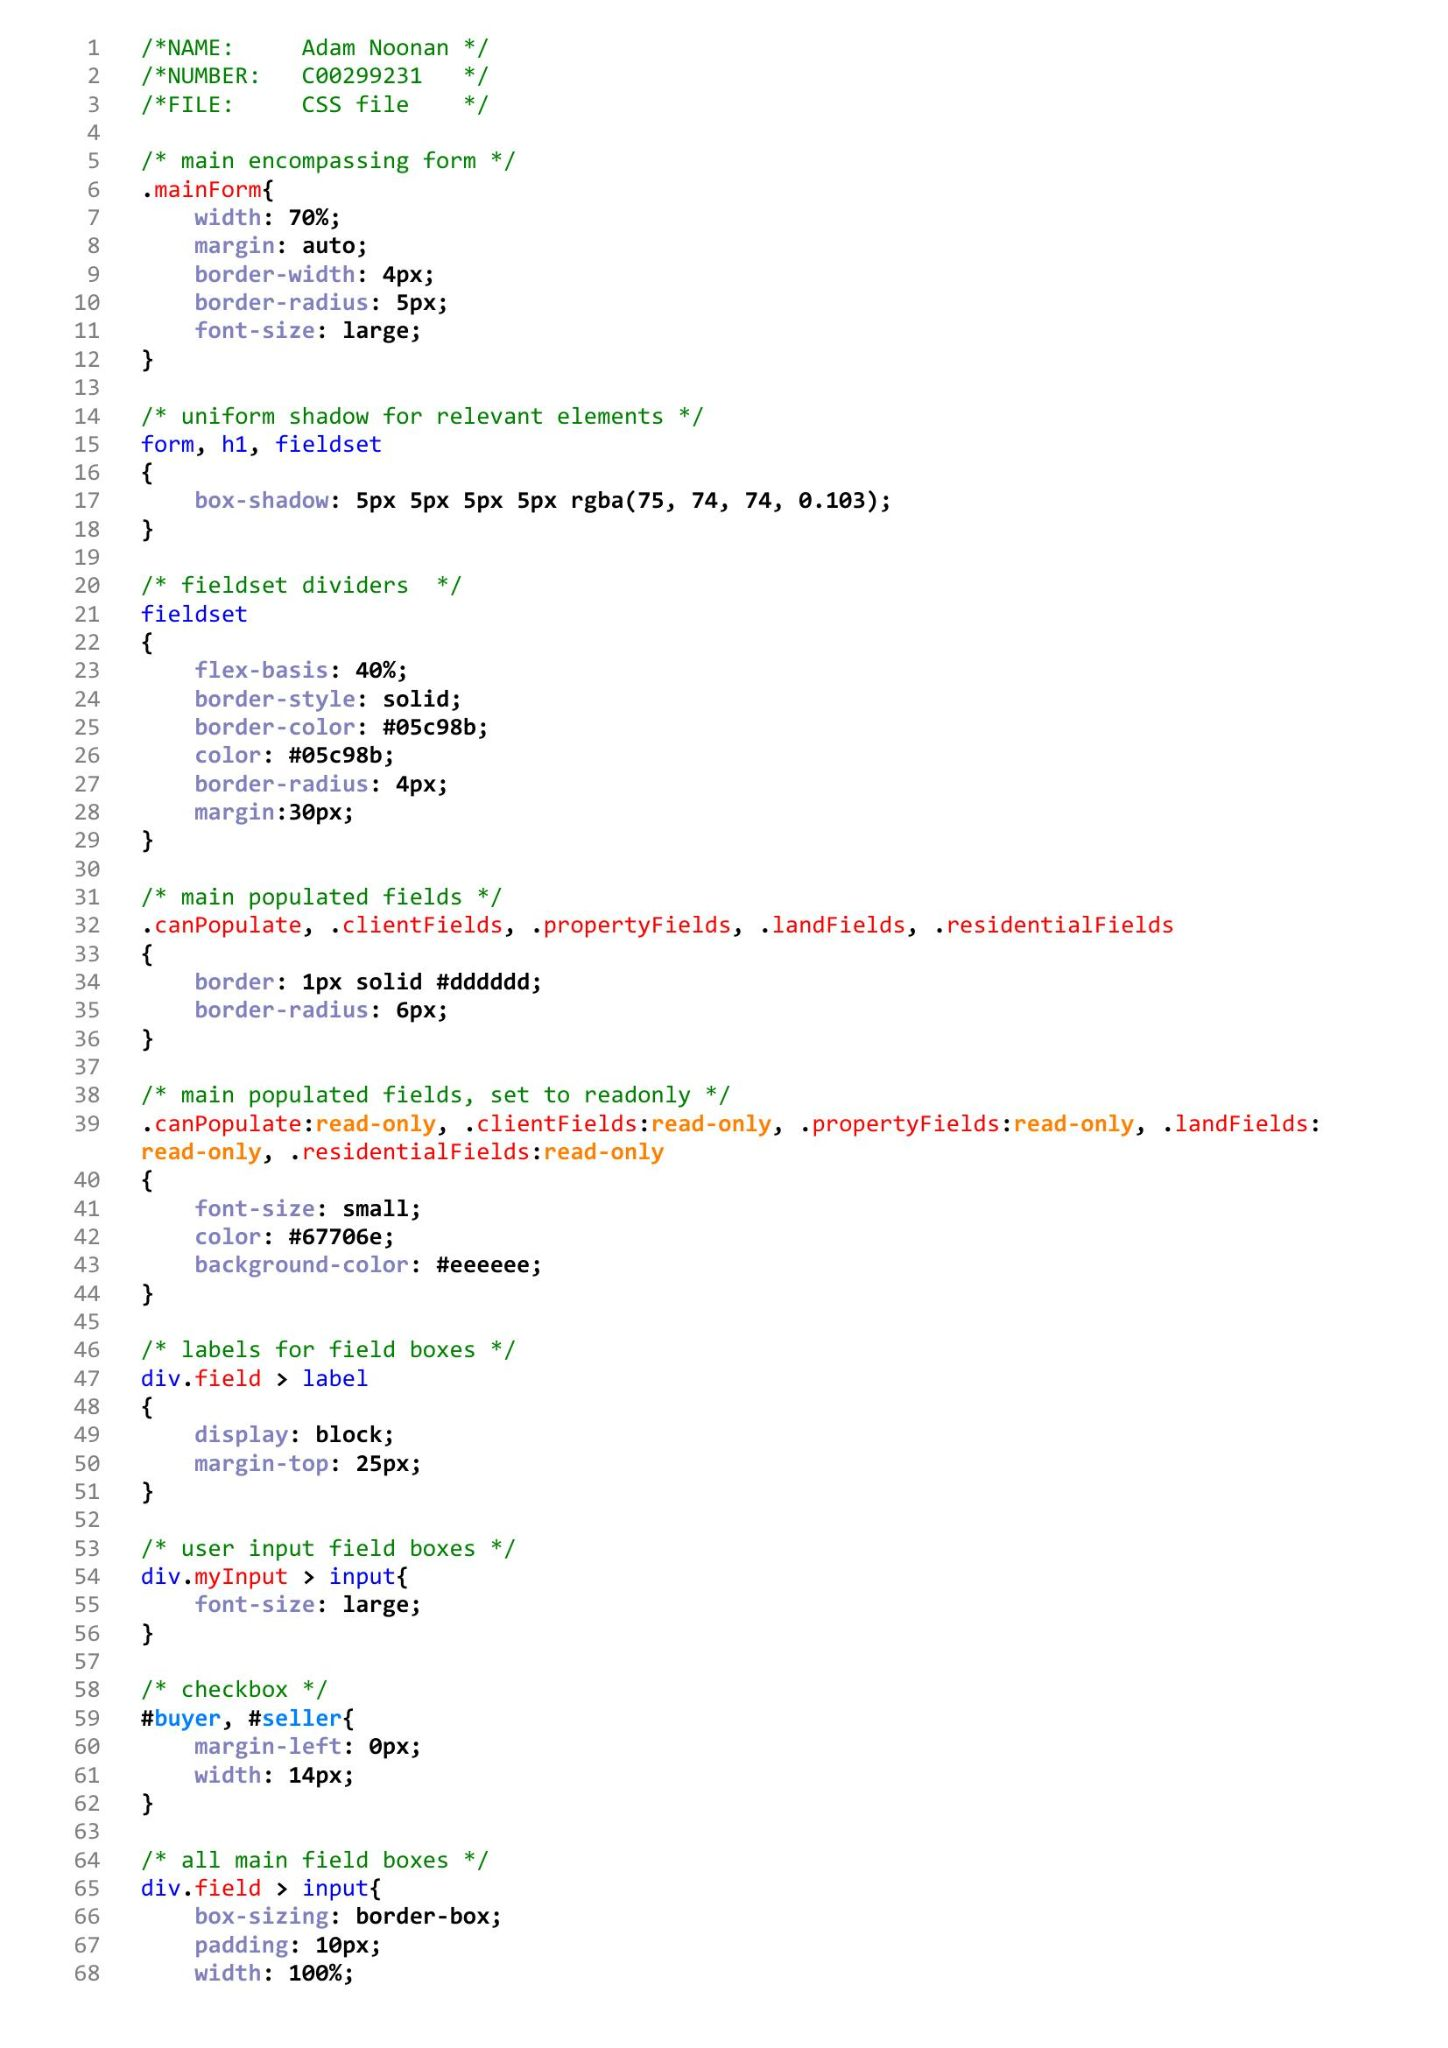 1 /*NAME:     Adam Noonan */
2 /*NUMBER:   C00299231   */
3 /*FILE:     CSS file    */
4
5 /* main encompassing form */
6 .mainForm{
7     width: 70%;
8     margin: auto;
9     border-width: 4px;
10     border-radius: 5px;
11     font-size: large;
12 }
13
14 /* uniform shadow for relevant elements */
15 form, h1, fieldset
16 {
17     box-shadow: 5px 5px 5px 5px rgba(75, 74, 74, 0.103);
18 }
19
20 /* fieldset dividers  */
21 fieldset
22 {
23     flex-basis: 40%;
24     border-style: solid;
25     border-color: #05c98b;
26     color: #05c98b;
27     border-radius: 4px;
28     margin:30px;
29 }
30
31 /* main populated fields */
32 .canPopulate, .clientFields, .propertyFields, .landFields, .residentialFields
33 {
34     border: 1px solid #dddddd;
35     border-radius: 6px;
36 }
37
38 /* main populated fields, set to readonly */
39 .canPopulate:read-only, .clientFields:read-only, .propertyFields:read-only, .landFields:
read-only, .residentialFields:read-only
40 {
41     font-size: small;
42     color: #67706e;
43     background-color: #eeeeee;
44 }
45
46 /* labels for field boxes */
47 div.field > label
48 {
49     display: block;
50     margin-top: 25px;
51 }
52
53 /* user input field boxes */
54 div.myInput > input{
55     font-size: large;
56 }
57
58 /* checkbox */
59 #buyer, #seller{
60     margin-left: 0px;
61     width: 14px;
62 }
63
64 /* all main field boxes */
65 div.field > input{
66     box-sizing: border-box;
67     padding: 10px;
68     width: 100%;